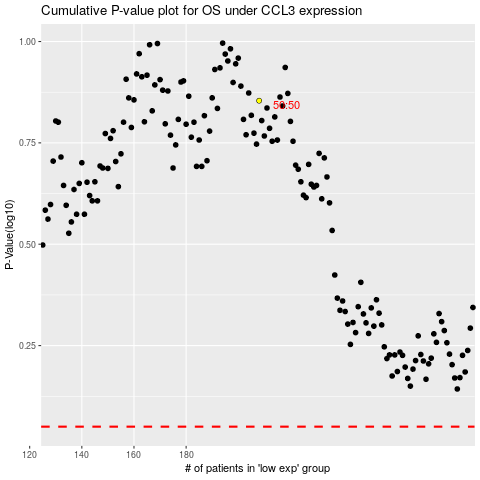 Cumulative P-value plot for OS under CCL3 expression
1.00
0.75
0.50
0.25
P-Value(log10)
50:50
120 140 160 180
# of patients in 'low exp' group